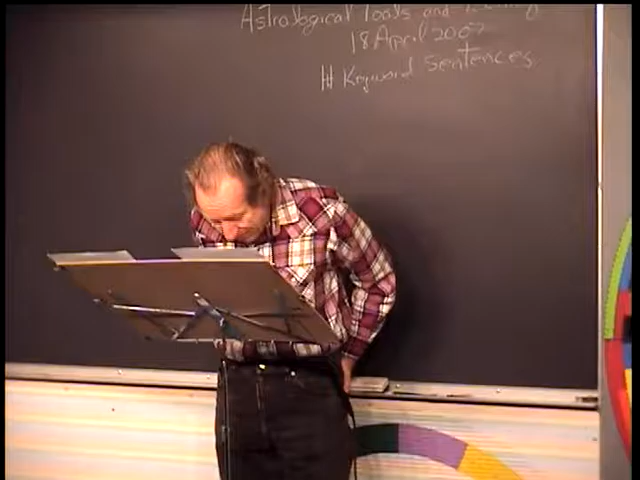 Astrological Tools and
18 April 2007
# Keyword Sentences